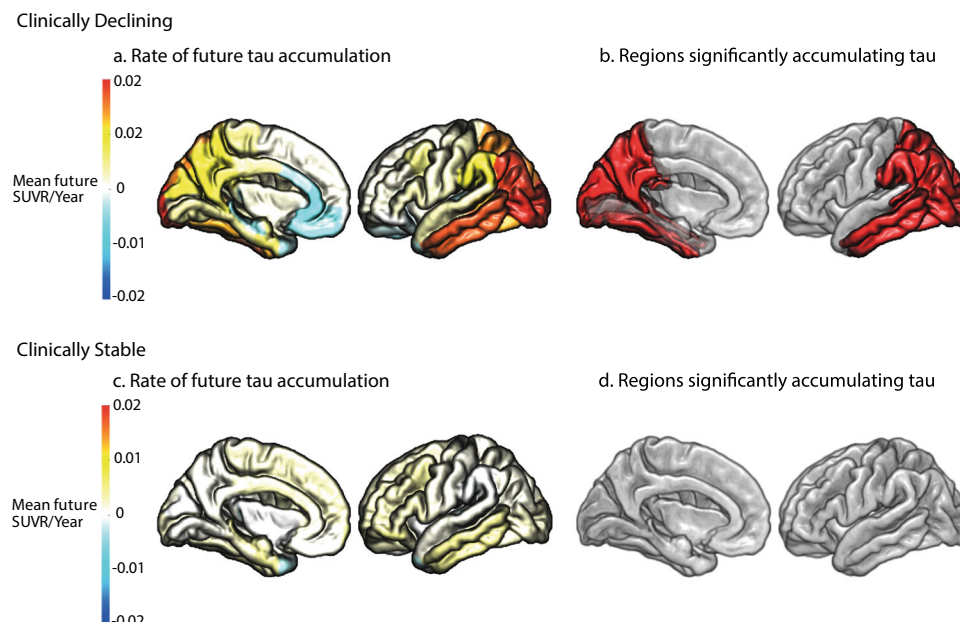 Clinically Declining
a. Rate of future tau accumulation
b. Regions significantly accumulating tau
0.02
0.02
Mean future
SUVR/Year
0
-0.01
-0.02
Clinically Stable
c. Rate of future tau accumulation
d. Regions significantly accumulating tau
0.02
0.01
Mean future
SUVR/Year
0
-0.01
-0.02